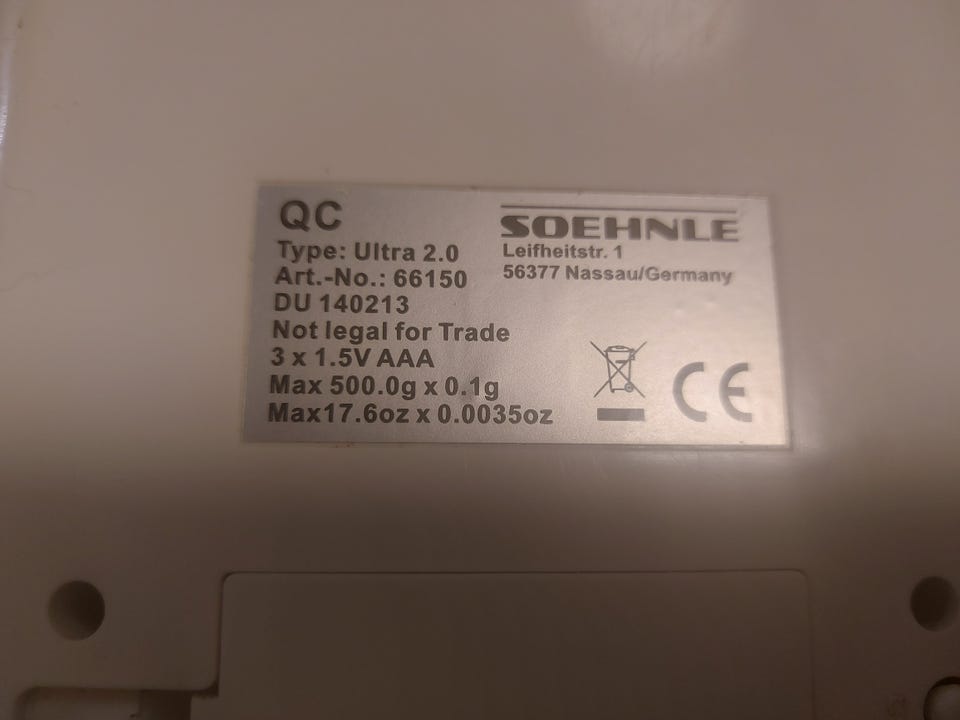 QC
Type: Ultra 2.0
Art.-No.: 66150
DU 140213
Not legal for Trade
3 x 1.5V AAA
Max 500.0g x 0.1g
Max17.6oz x 0.0035oz
SOEHNLE
Leifheitstr. 1
56377 Nassau/Germany
CE